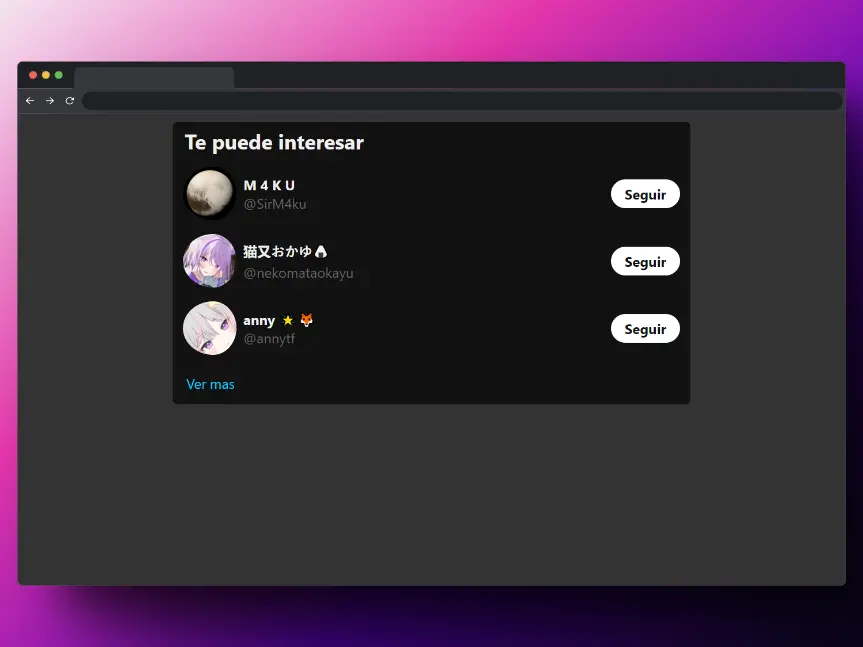 Te puede interesar
M 4 K U
@SirM4ku
Seguir
猫又おかゆ🍙
@nekomataokayu
Seguir
anny ⭐ 🦊
@annytf
Seguir
Ver mas